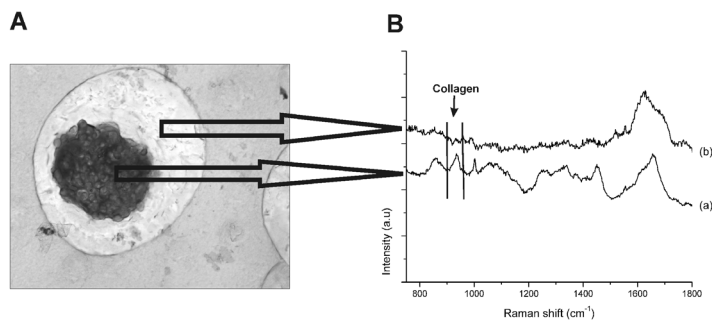 A
B
Collagen
(b)
(a)
Intensity (a.u)
800 1000 1200 1400 1600 1800
Raman shift (cm⁻¹)